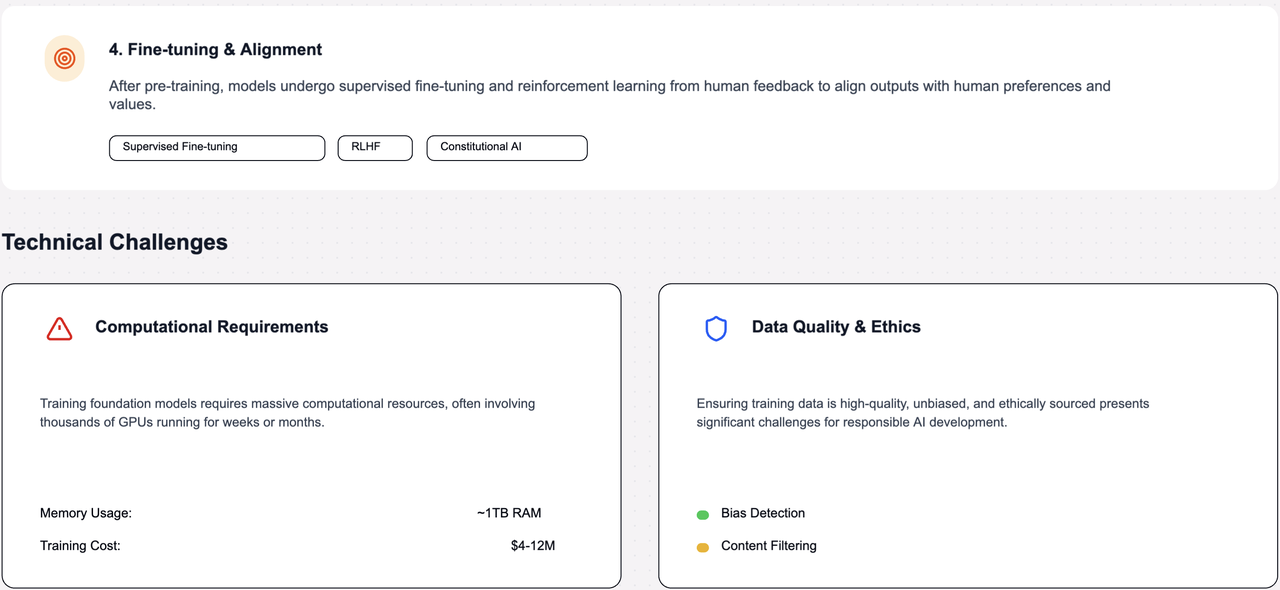 4. Fine-tuning & Alignment
After pre-training, models undergo supervised fine-tuning and reinforcement learning from human feedback to align outputs with human preferences and
values.
Supervised Fine-tuning
RLHF
Constitutional AI
Technical Challenges
Computational Requirements
Training foundation models requires massive computational resources, often involving
thousands of GPUs running for weeks or months.
Memory Usage: ~1TB RAM
Training Cost: $4-12M
Data Quality & Ethics
Ensuring training data is high-quality, unbiased, and ethically sourced presents
significant challenges for responsible AI development.
Bias Detection
Content Filtering